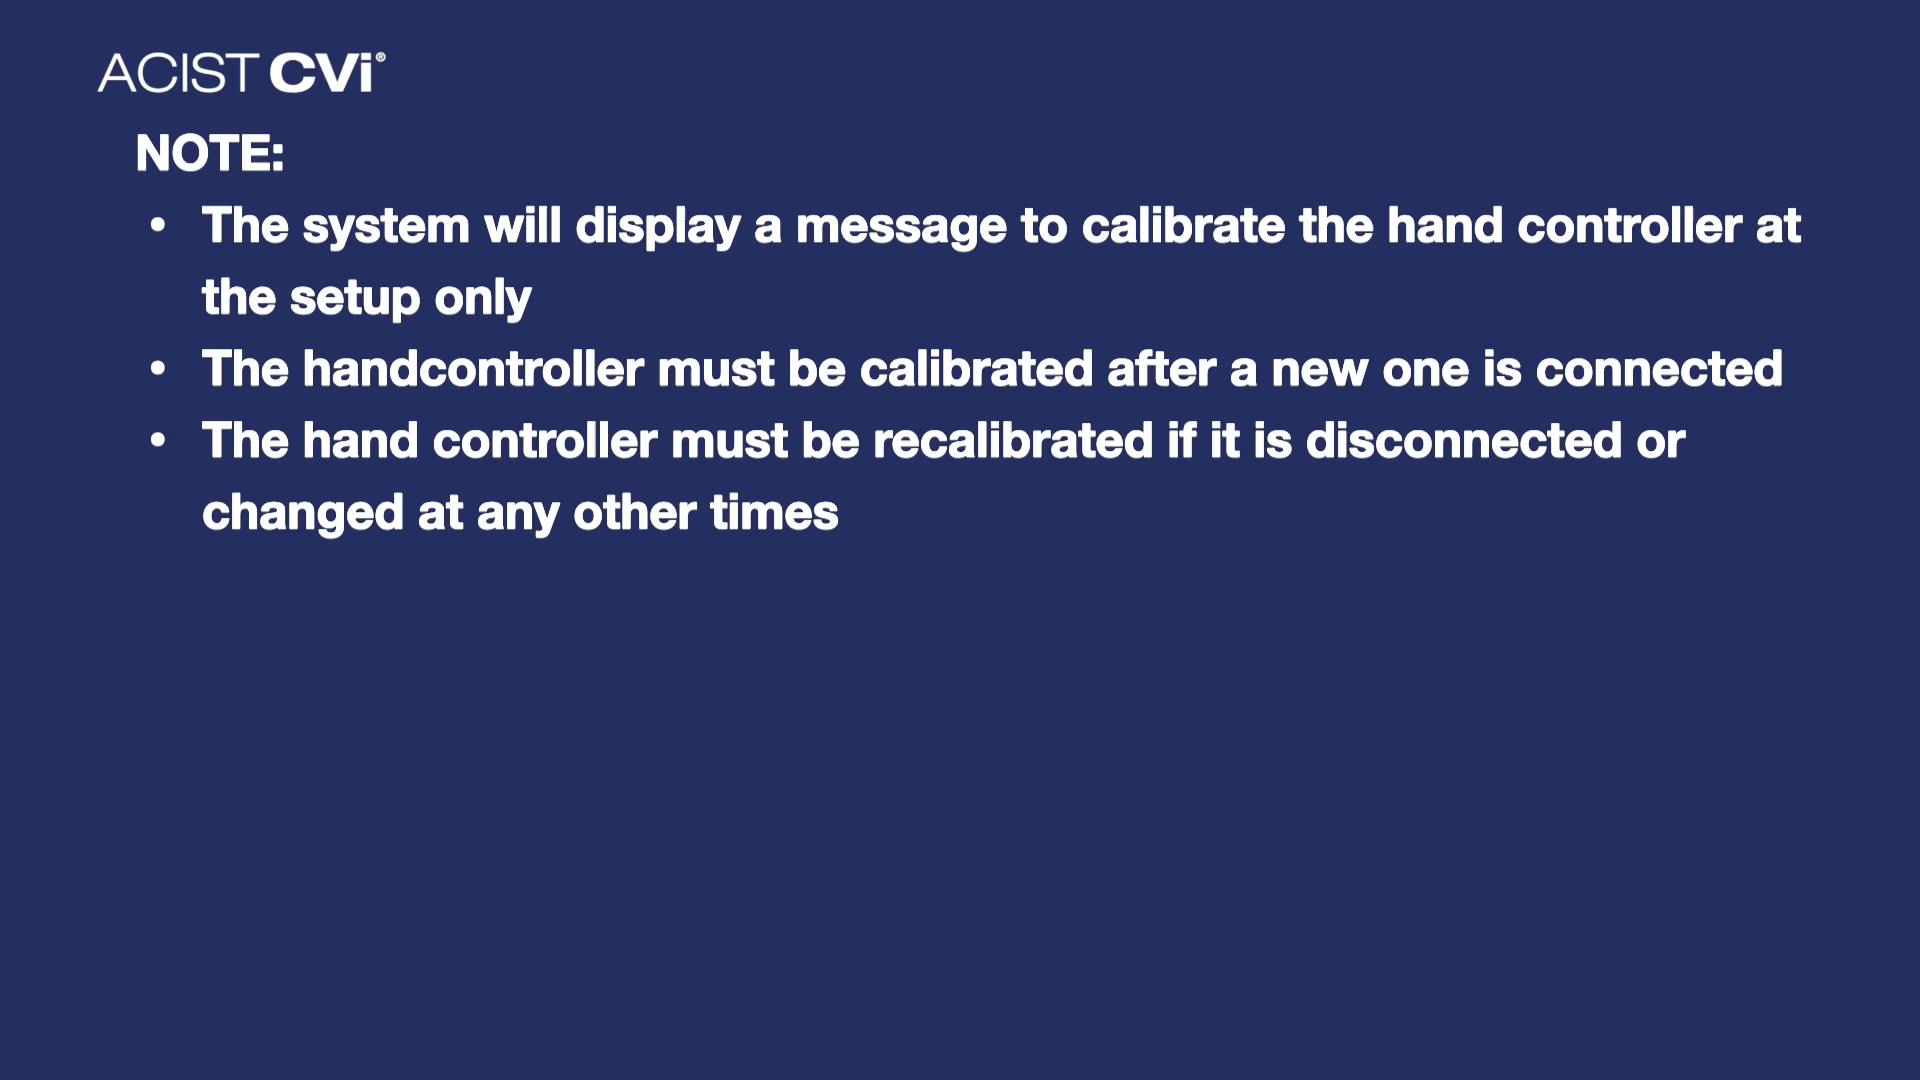 ACIST CVi®
NOTE:
• The system will display a message to calibrate the hand controller at
the setup only
• The handcontroller must be calibrated after a new one is connected
• The hand controller must be recalibrated if it is disconnected or
changed at any other times